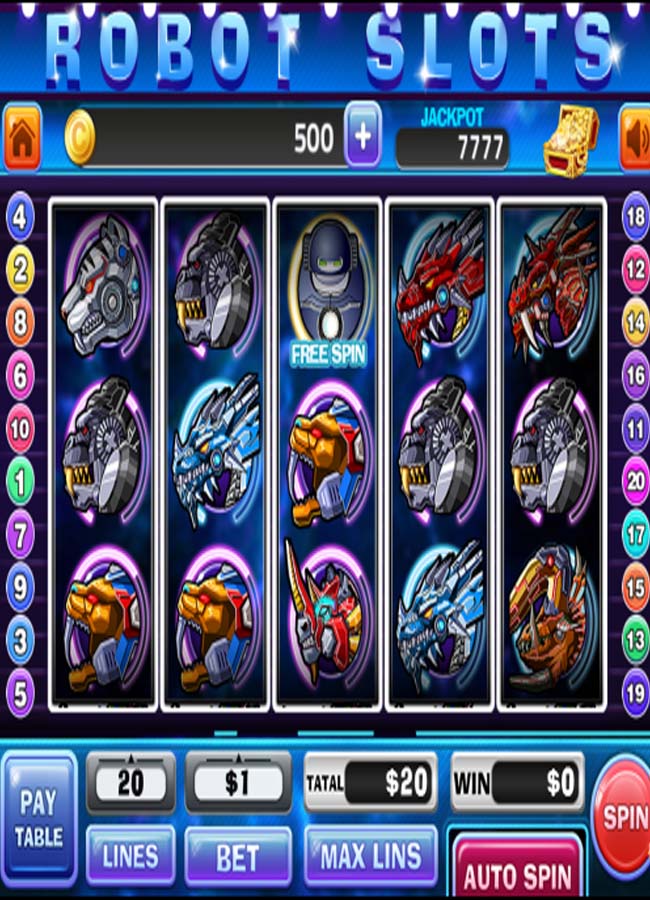 ROBOT SLOTS
JACKPOT
C 500 + 7777
4 18
2 12
FREE SPIN
8 14
6 16
10 11
1 20
7 17
9 15
3 13
5 19
20 $1 TATAL $20 WIN $0
PAY TABLE
LINES BET MAX LINS AUTO SPIN
SPIN